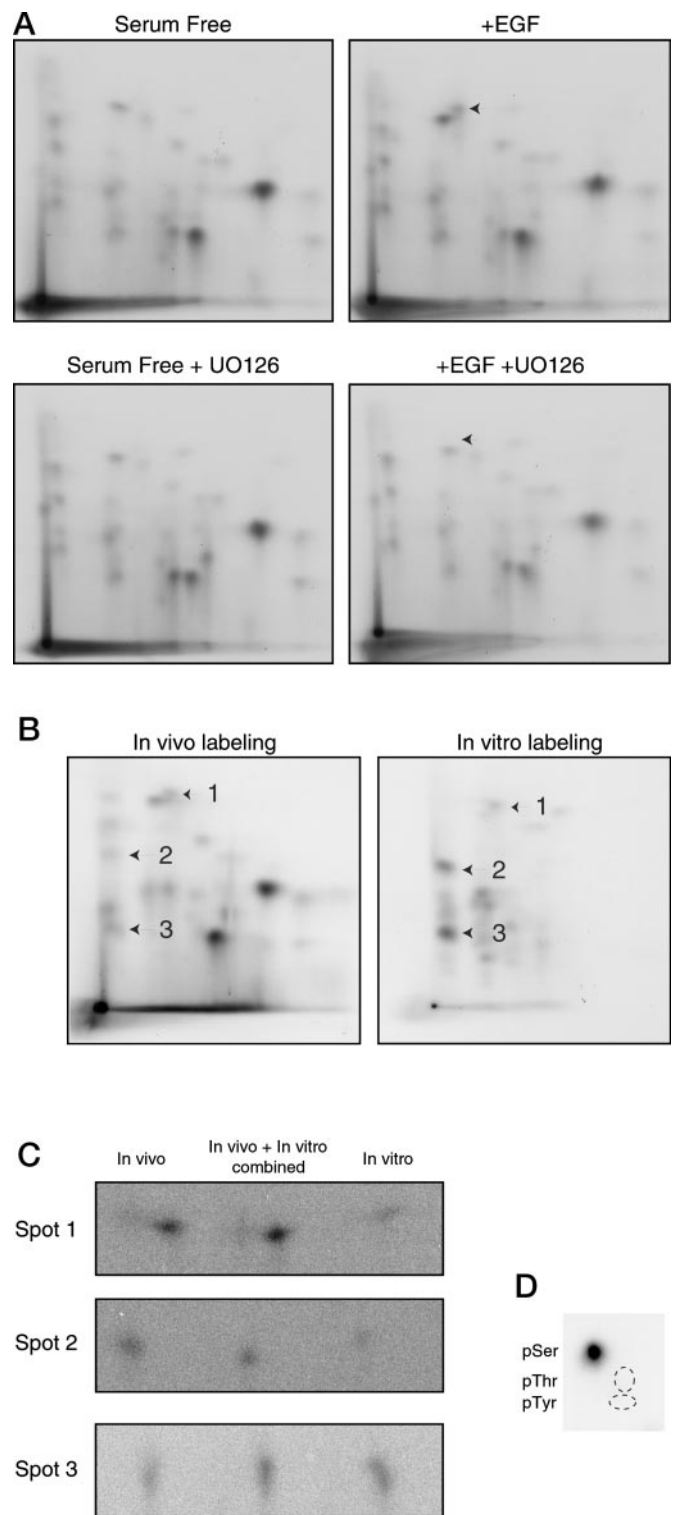 A
Serum Free
+EGF
Serum Free + UO126
+EGF +UO126
B
In vivo labeling
In vitro labeling
1
2
3
1
2
3
C
In vivo
In vivo + In vitro
combined
In vitro
Spot 1
Spot 2
Spot 3
D
pSer
pThr
pTyr